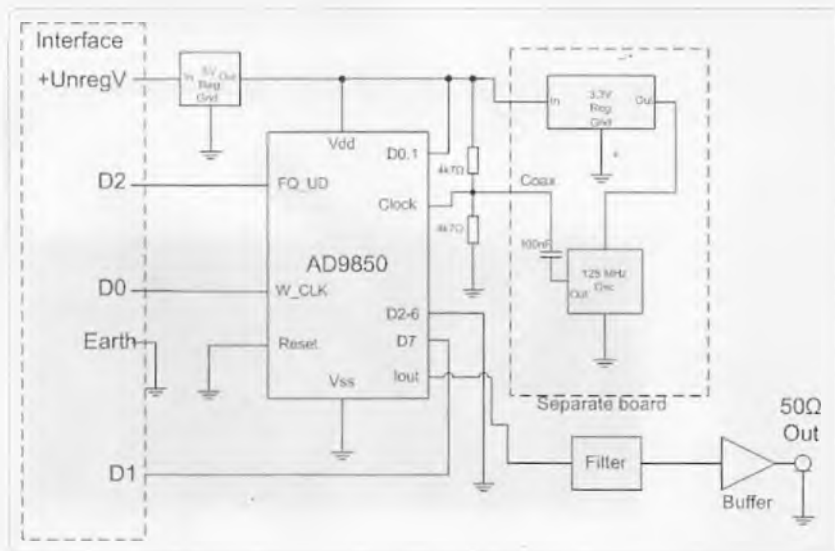 Interface
+UnregV
In
5V
Out
Reg
Gnd
In
3.3V
Out
Reg
Gnd
Vdd
D0,1
4k7Ω
D2
FQ_UD
Coax
Clock
4k7Ω
100nF
AD9850
125 MHz
Osc
Out
D0
W_CLK
D2-6
Earth
Reset
D7
Vss
Iout
Separate board
50Ω
Out
D1
Filter
Buffer